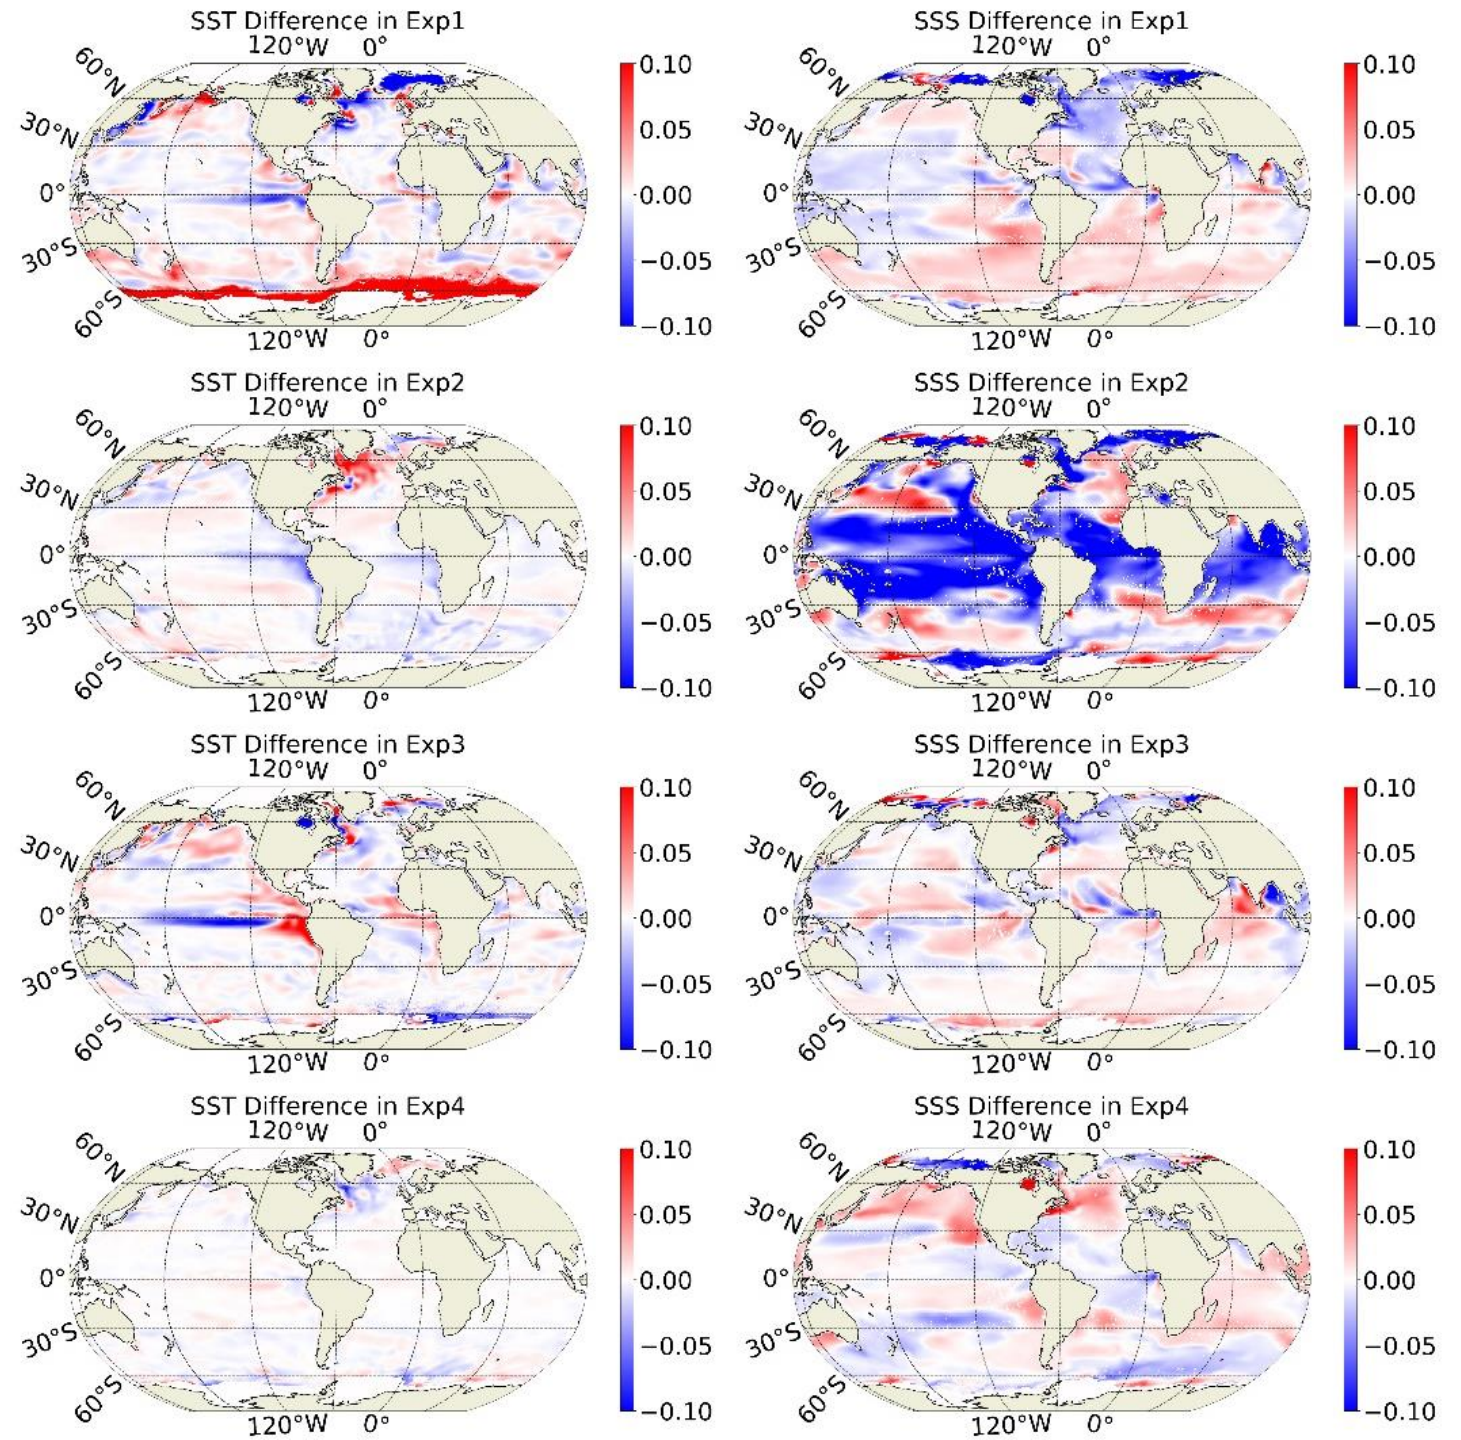 SST Difference in Exp1
120°W 0°
60°N
30°N
0°
30°S
60°S
120°W 0°
0.10
0.05
0.00
−0.05
−0.10
SSS Difference in Exp1
120°W 0°
60°N
30°N
0°
30°S
60°S
120°W 0°
0.10
0.05
0.00
−0.05
−0.10
SST Difference in Exp2
120°W 0°
60°N
30°N
0°
30°S
60°S
120°W 0°
0.10
0.05
0.00
−0.05
−0.10
SSS Difference in Exp2
120°W 0°
60°N
30°N
0°
30°S
60°S
120°W 0°
0.10
0.05
0.00
−0.05
−0.10
SST Difference in Exp3
120°W 0°
60°N
30°N
0°
30°S
60°S
120°W 0°
0.10
0.05
0.00
−0.05
−0.10
SSS Difference in Exp3
120°W 0°
60°N
30°N
0°
30°S
60°S
120°W 0°
0.10
0.05
0.00
−0.05
−0.10
SST Difference in Exp4
120°W 0°
60°N
30°N
0°
30°S
60°S
120°W 0°
0.10
0.05
0.00
−0.05
−0.10
SSS Difference in Exp4
120°W 0°
60°N
30°N
0°
30°S
60°S
120°W 0°
0.10
0.05
0.00
−0.05
−0.10